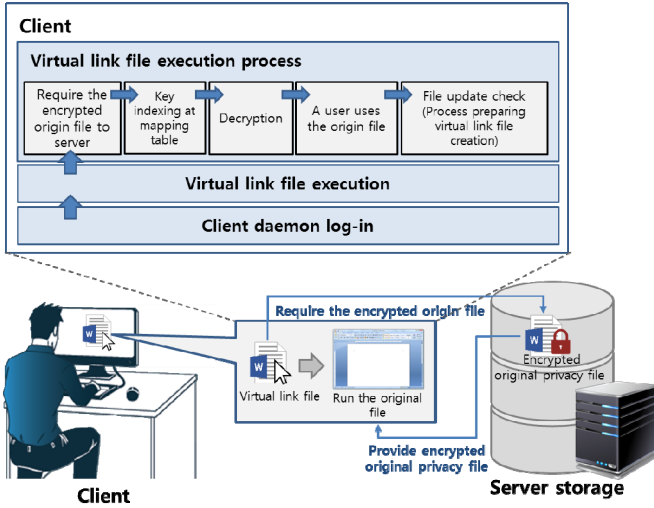 Client
Virtual link file execution process
Require the
encrypted
origin file to
server
Key
indexing at
mapping
table
Decryption
A user uses
the origin file
File update check
(Process preparing
virtual link file
creation)
Virtual link file execution
Client daemon log-in
Require the encrypted origin file
W
W
Virtual link file
Run the original
file
W
Encrypted
original privacy file
Provide encrypted
original privacy file
Client
Server storage